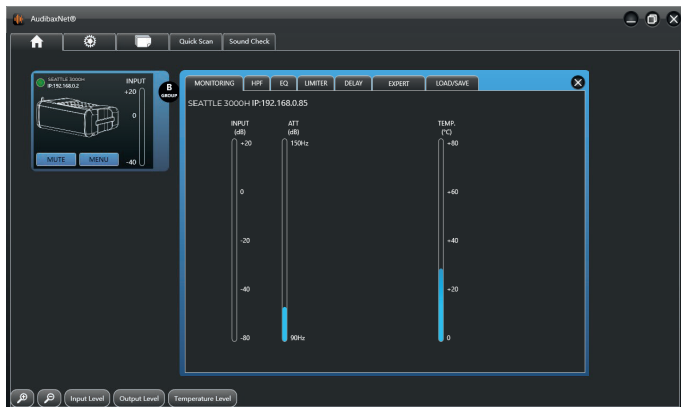 AudibaxNet®
Quick Scan
Sound Check
SEATTLE 3000H
IP:192.168.0.2
INPUT
+20
0
-40
MUTE
MENU
B
GROUP
MONITORING
HPF
EQ
LIMITER
DELAY
EXPERT
LOAD/SAVE
SEATTLE 3000H IP:192.168.0.85
INPUT
(dB)
+20
0
-20
-40
-80
ATT
(dB)
150Hz
90Hz
TEMP.
(°C)
+80
+60
+40
+20
0
Input Level
Output Level
Temperature Level